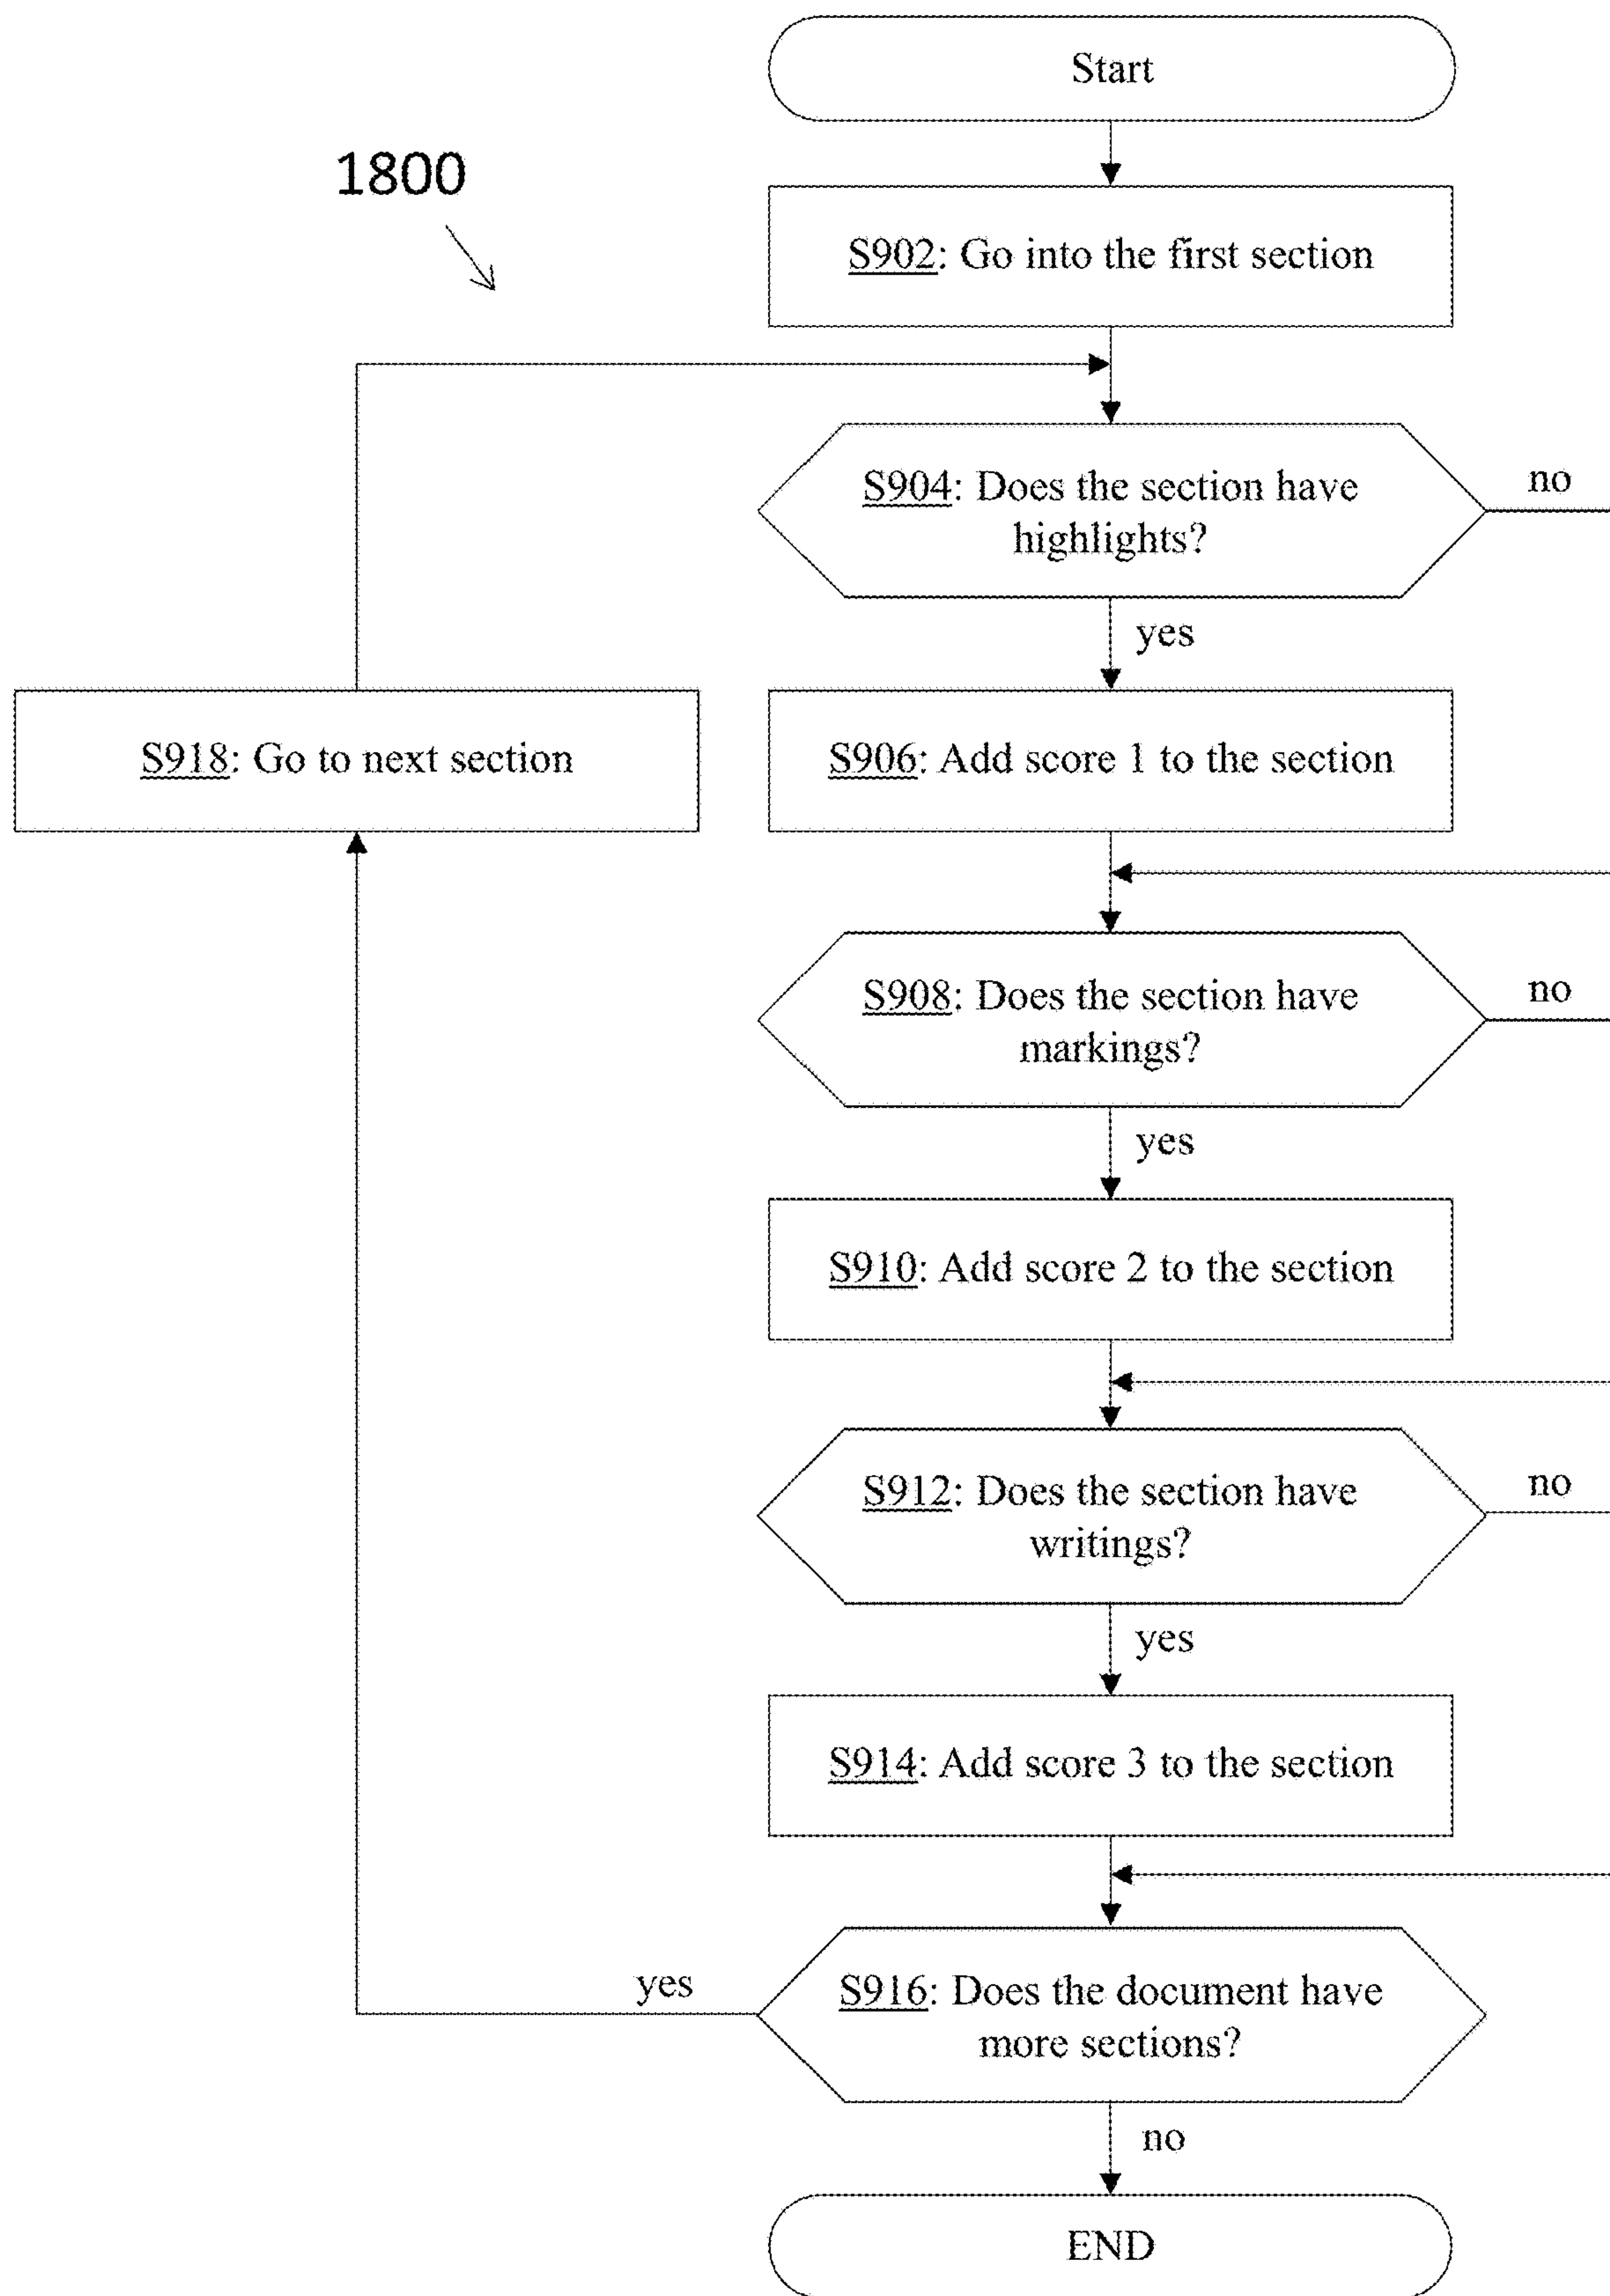 Start
1800
S902: Go into the first section
S904: Does the section have
highlights?
no
yes
S918: Go to next section
S906: Add score 1 to the section
S908: Does the section have
markings?
no
yes
S910: Add score 2 to the section
S912: Does the section have
writings?
no
yes
S914: Add score 3 to the section
yes
S916: Does the document have
more sections?
no
END